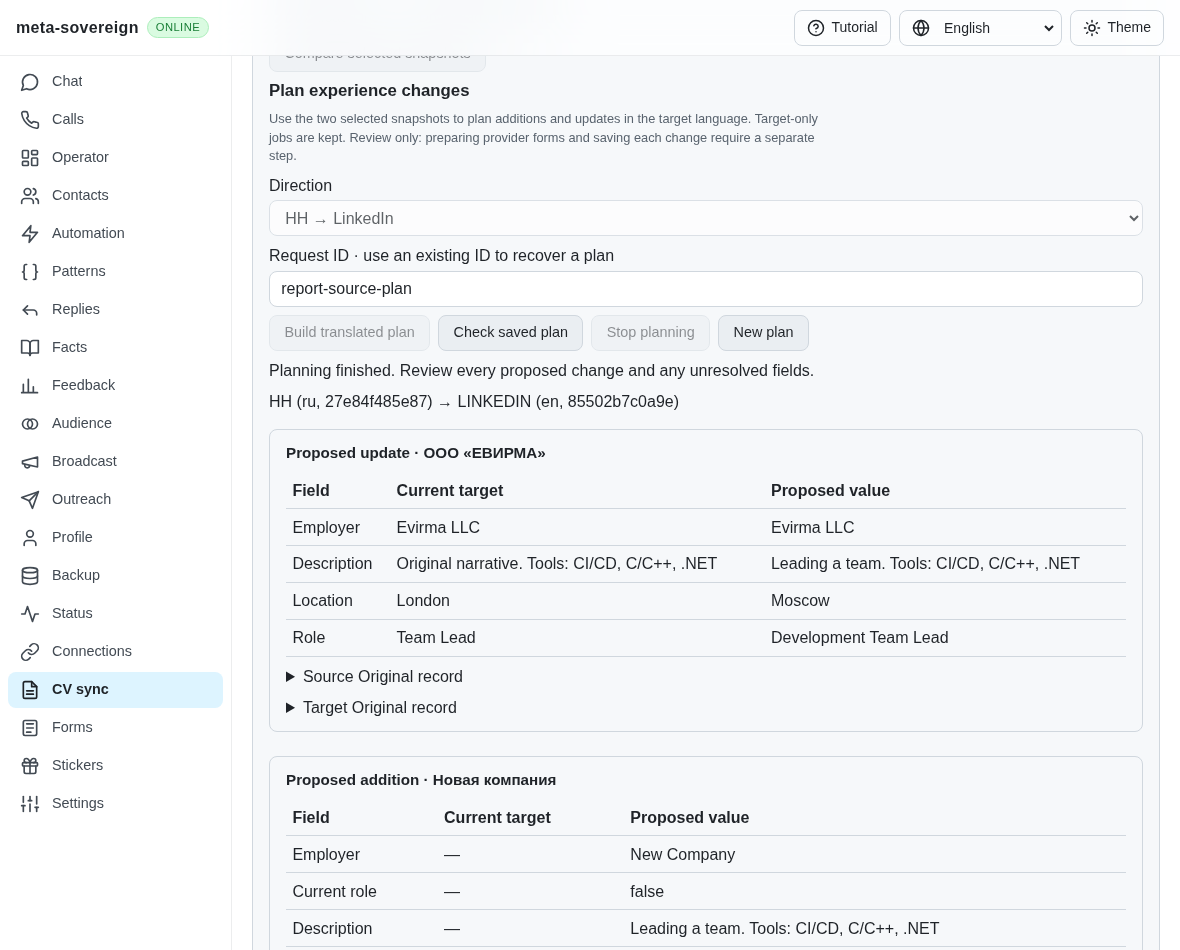 meta-sovereign ONLINE
Tutorial
English
Theme
Chat
Calls
Operator
Contacts
Automation
Patterns
Replies
Facts
Feedback
Audience
Broadcast
Outreach
Profile
Backup
Status
Connections
CV sync
Forms
Stickers
Settings
Compare selected snapshots
Plan experience changes
Use the two selected snapshots to plan additions and updates in the target language. Target-only
jobs are kept. Review only: preparing provider forms and saving each change require a separate
step.
Direction
HH → LinkedIn
Request ID · use an existing ID to recover a plan
report-source-plan
Build translated plan Check saved plan Stop planning New plan
Planning finished. Review every proposed change and any unresolved fields.
HH (ru, 27e84f485e87) → LINKEDIN (en, 85502b7c0a9e)
Proposed update · ООО «ЕВИРМА»
Field Current target Proposed value
Employer Evirma LLC Evirma LLC
Description Original narrative. Tools: CI/CD, C/C++, .NET Leading a team. Tools: CI/CD, C/C++, .NET
Location London Moscow
Role Team Lead Development Team Lead
▶ Source Original record
▶ Target Original record
Proposed addition · Новая компания
Field Current target Proposed value
Employer — New Company
Current role — false
Description — Leading a team. Tools: CI/CD, C/C++, .NET